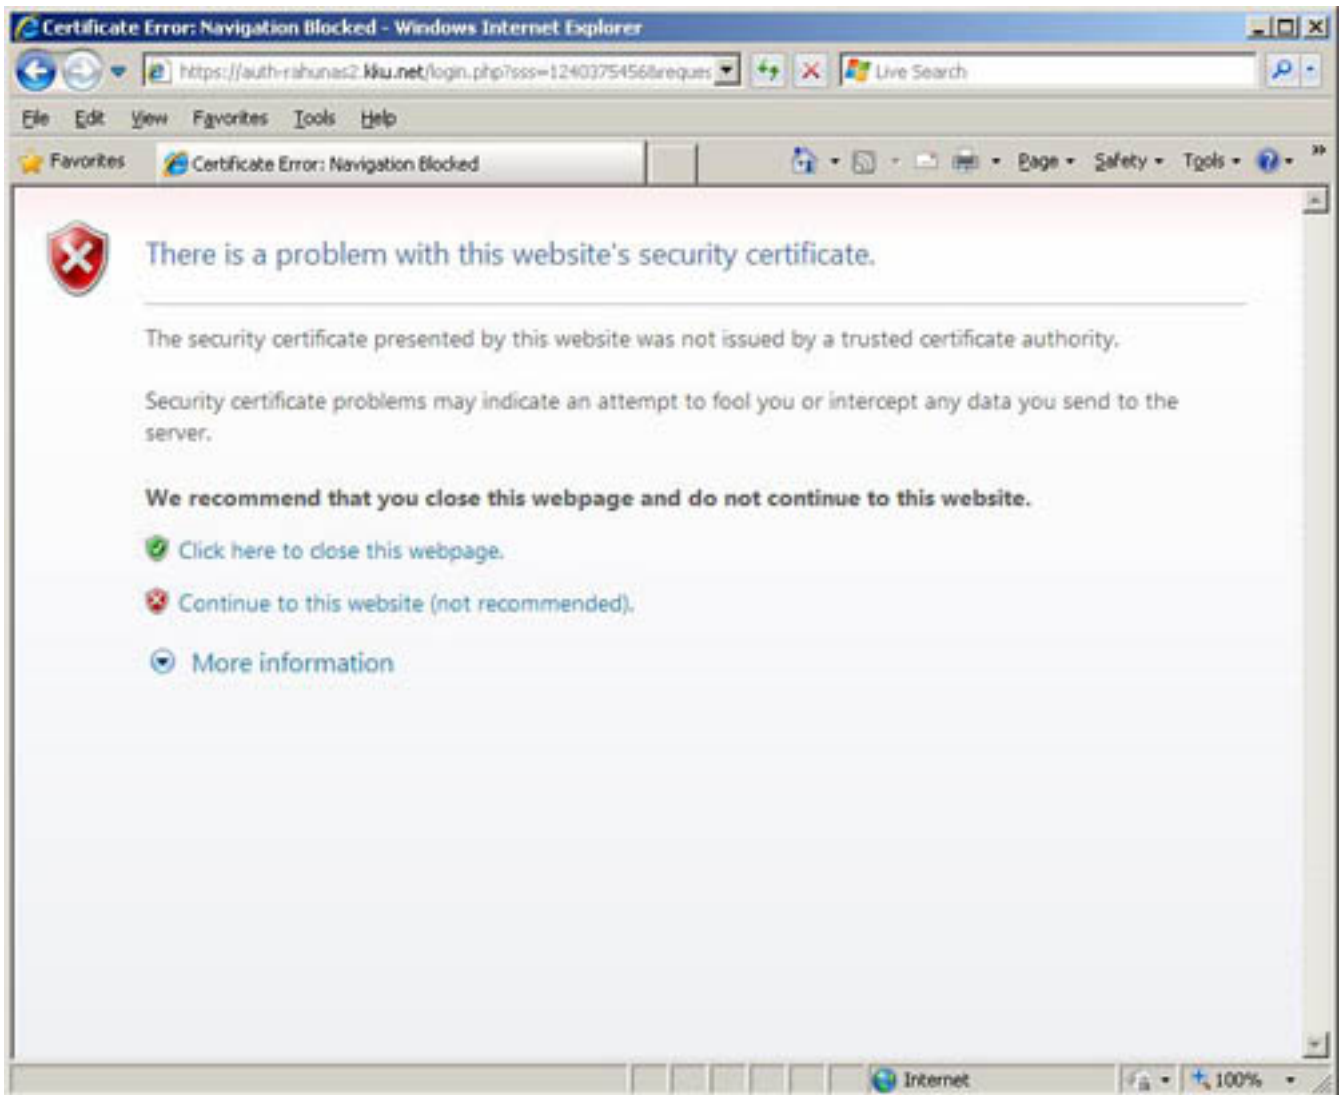 Certificate Error: Navigation Blocked - Windows Internet Explorer
https://auth-rahunas2.kku.net/login.php?sss=1240375456&reques
Live Search
File Edit View Favorites Tools Help
Favorites Certificate Error: Navigation Blocked Page Safety Tools
There is a problem with this website's security certificate.
The security certificate presented by this website was not issued by a trusted certificate authority.
Security certificate problems may indicate an attempt to fool you or intercept any data you send to the
server.
We recommend that you close this webpage and do not continue to this website.
Click here to close this webpage.
Continue to this website (not recommended).
More information
Internet 100%